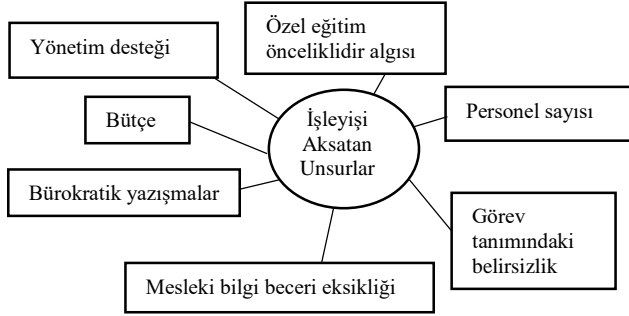 Özel eğitim
önceliklidir algısı
Yönetim desteği
Bütçe
İşleyişi
Aksatan
Unsurlar
Personel sayısı
Bürokratik yazışmalar
Görev
tanımındaki
belirsizlik
Mesleki bilgi beceri eksikliği